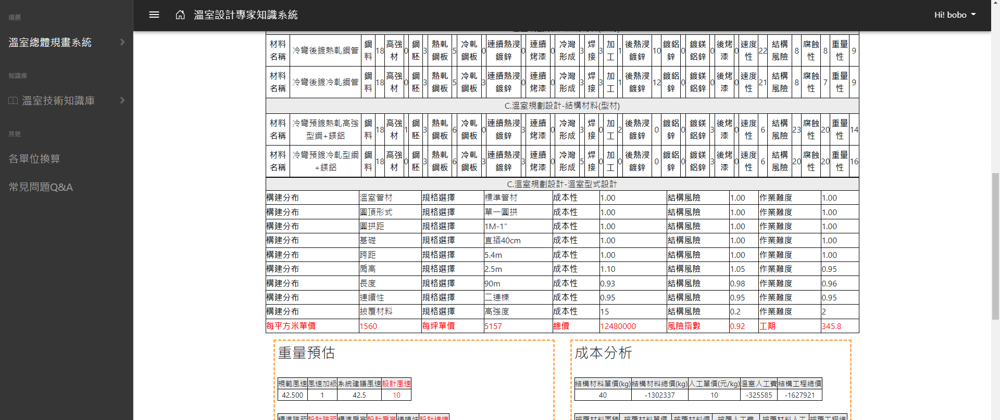 規劃
溫室總體規畫系統
知識庫
溫室技術知識庫
其他
各單位換算
常見問題Q&A
溫室設計專家知識系統
Hi! bobo
材料名稱 冷彎後鍍熱軋鋼管 鋼料 18 高強材 0 鋼胚 3 熱軋鋼板 5 冷軋鋼板 0 連續熱浸鍍鋅 0 連續烤漆 0 冷灣形成 3 焊接 3 加工 1 後熱浸鍍鋅 10 鍍鋁鋅 0 鍍鎂鋁鋅 0 後烤漆 0 速度性 22 結構風險 8 腐蝕性 8 重量性 9
材料名稱 冷彎後鍍冷軋鋼管 鋼料 18 高強材 0 鋼胚 3 熱軋鋼板 5 冷軋鋼板 3 連續熱浸鍍鋅 0 連續烤漆 0 冷灣形成 3 焊接 3 加工 1 後熱浸鍍鋅 12 鍍鋁鋅 0 鍍鎂鋁鋅 0 後烤漆 0 速度性 21 結構風險 8 腐蝕性 7 重量性 9
C.溫室規劃設計-結構材料(型材)
材料名稱 冷彎預鍍熱軋高強型鋼+鎂鋁 鋼料 18 高強材 1 鋼胚 3 熱軋鋼板 6 冷軋鋼板 0 連續熱浸鍍鋅 3 連續烤漆 0 冷灣形成 3 焊接 0 加工 2 後熱浸鍍鋅 0 鍍鋁鋅 0 鍍鎂鋁鋅 3 後烤漆 0 速度性 6 結構風險 23 腐蝕性 20 重量性 14
材料名稱 冷彎預鍍冷軋型鋼+鎂鋁 鋼料 18 高強材 0 鋼胚 3 熱軋鋼板 6 冷軋鋼板 3 連續熱浸鍍鋅 3 連續烤漆 0 冷灣形成 5 焊接 0 加工 0 後熱浸鍍鋅 0 鍍鋁鋅 0 鍍鎂鋁鋅 3 後烤漆 0 速度性 6 結構風險 20 腐蝕性 20 重量性 16
C.溫室規劃設計-溫室型式設計
構建分布 溫室管材 規格選擇 標準管材 成本性 1.00 結構風險 1.00 作業難度 1.00
構建分布 圓頂形式 規格選擇 單一圓拱 成本性 1.00 結構風險 1.00 作業難度 1.00
構建分布 圓拱距 規格選擇 1M-1" 成本性 1.00 結構風險 1.00 作業難度 1.00
構建分布 基礎 規格選擇 直插40cm 成本性 1.00 結構風險 1.00 作業難度 1.00
構建分布 跨距 規格選擇 5.4m 成本性 1.00 結構風險 1.00 作業難度 1.00
構建分布 肩高 規格選擇 2.5m 成本性 1.10 結構風險 1.05 作業難度 0.95
構建分布 長度 規格選擇 90m 成本性 0.93 結構風險 0.98 作業難度 0.96
構建分布 連續性 規格選擇 二連棟 成本性 0.95 結構風險 0.95 作業難度 0.95
構建分布 披覆材料 規格選擇 高強度 成本性 15 結構風險 0.2 作業難度 2
每平方米單價 1560 每坪單價 5157 總價 12480000 風險指數 0.92 工期 345.8
重量預估
規範風速 風速加級 系統建議風速 設計風速
42.500 1 42.5 10
標準跨距 設計跨距 標準肩高 設計肩高 連棟性 設計連棟
成本分析
結構材料單價(kg) 結構材料總價(kg) 人工單價(元/kg) 溫室人工費 結構工程總價
40 -1302337 10 -325585 -1627921
披覆材料面積 披覆材料單價 披覆材料價 披覆人工費 披覆材料人工 披覆工程總